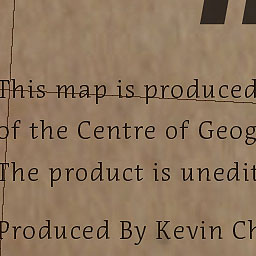 This map is produced
of the Centre of Geog
The product is unedit
Produced By Kevin Ch